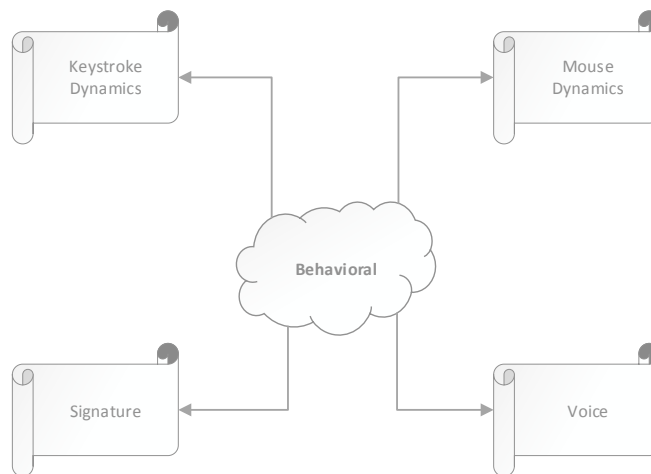 Keystroke
Dynamics
Mouse
Dynamics
Behavioral
Signature
Voice